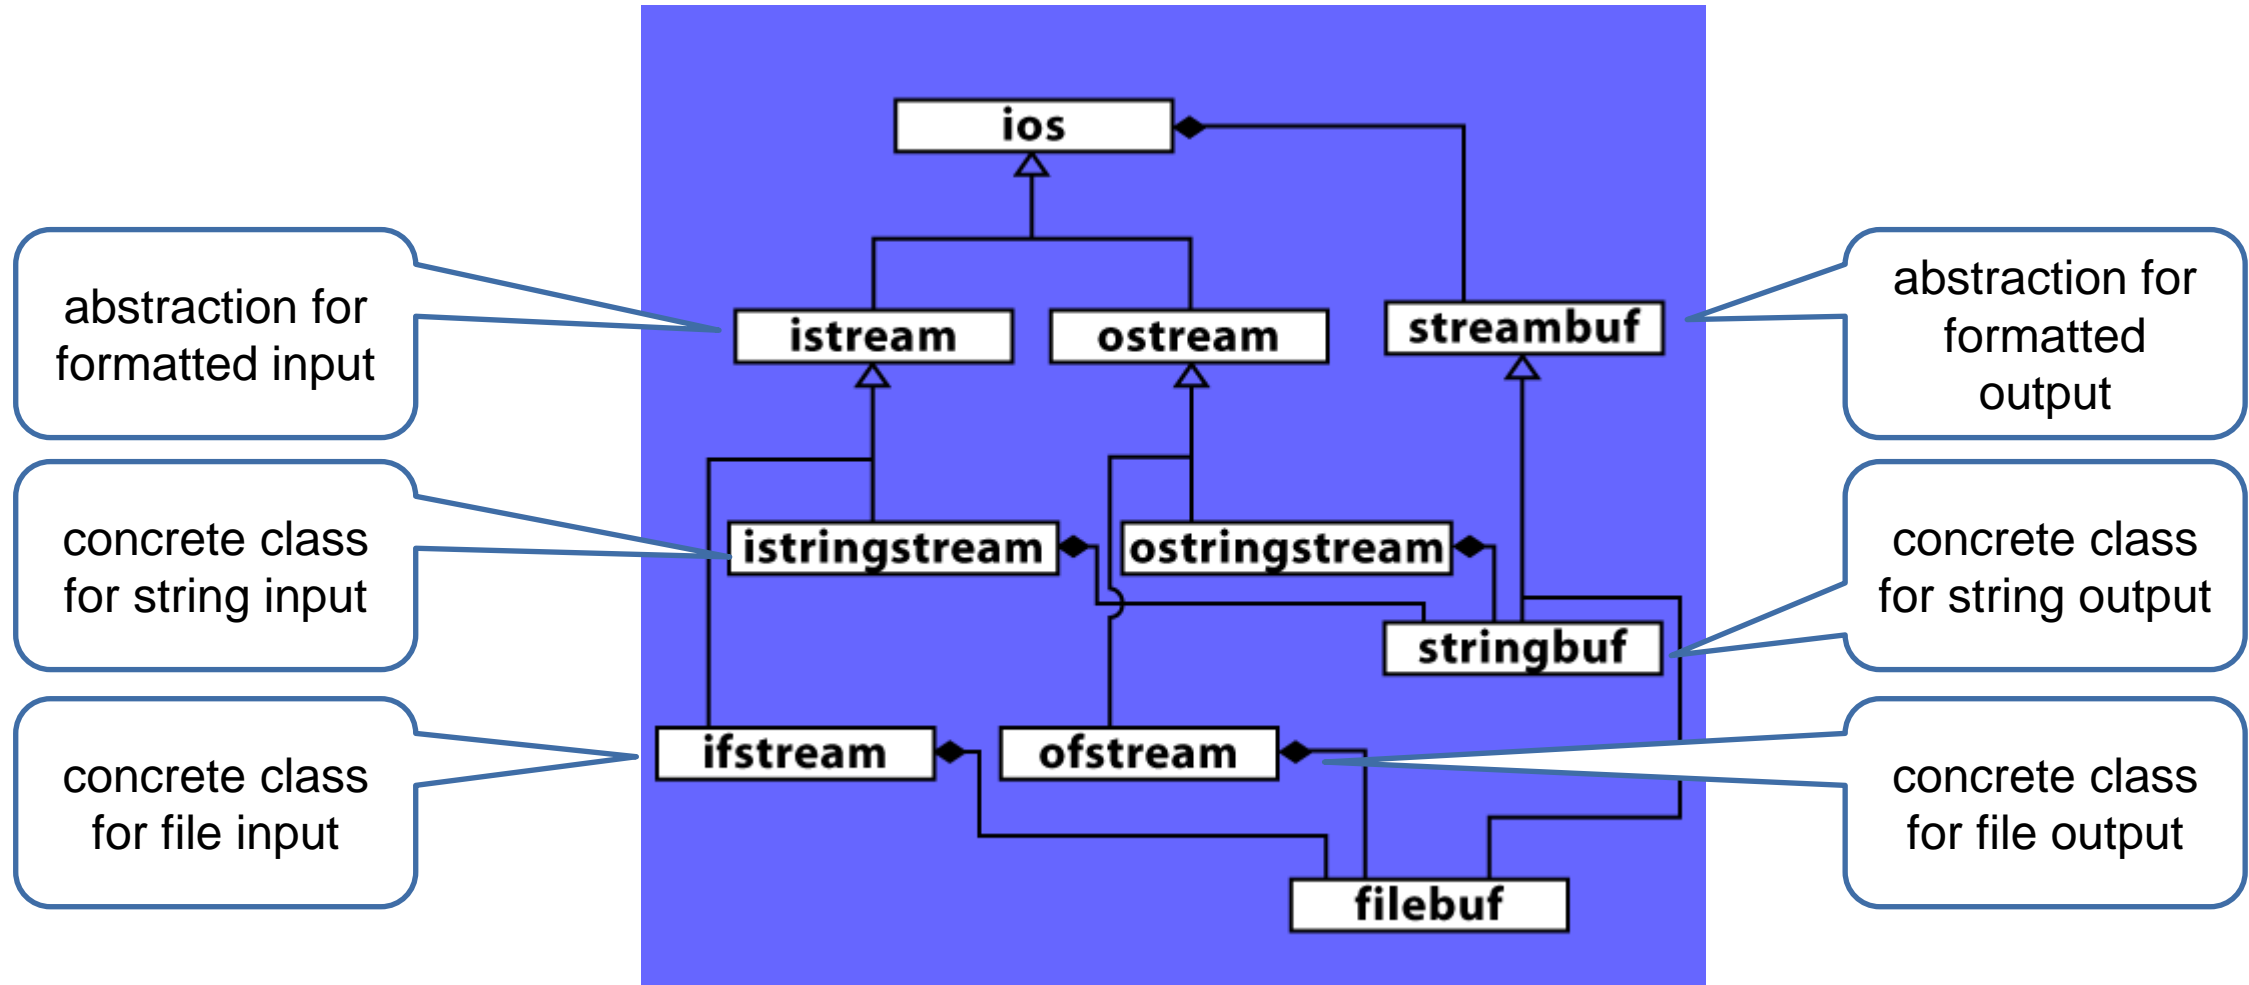 ios
abstraction for
formatted input
istream
ostream
streambuf
abstraction for
formatted
output
concrete class
for string input
istringstream
ostringstream
stringbuf
concrete class
for string output
concrete class
for file input
ifstream
ofstream
filebuf
concrete class
for file output